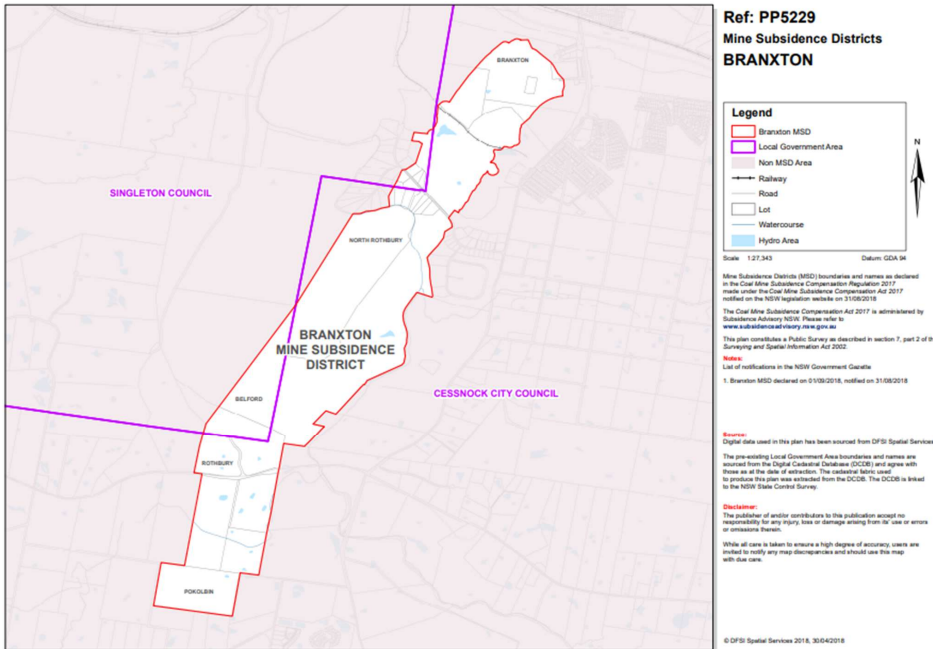 Ref: PP5229
Mine Subsidence Districts
BRANXTON
Legend
Branxton MSD
Local Government Area
Non MSD Area
Railway
Road
Lot
Watercourse
Hydro Area
N
Scale 1:27,343 Datum: GDA 94
Mine Subsidence Districts (MSD) boundaries and names as declared
in the Coal Mine Subsidence Compensation Regulation 2017
made under the Coal Mine Subsidence Compensation Act 2017
notified on the NSW legislation website on 31/08/2018
The Coal Mine Subsidence Compensation Act 2017 is administered by
Subsidence Advisory NSW. Please refer to
www.subsidenceadvisory.nsw.gov.au
This plan constitutes a Public Survey as described in section 7, part 2 of th
Surveying and Spatial Information Act 2002.
Notes:
List of notifications in the NSW Government Gazette
1. Branxton MSD declared on 01/09/2018, notified on 31/08/2018
Source:
Digital data used in this plan has been sourced from DFSI Spatial Services
The pre-existing Local Government Area boundaries and names are
sourced from the Digital Cadastral Database (DCDB) and agree with
those as at the date of extraction. The cadastral fabric used
to produce this plan was extracted from the DCDB. The DCDB is linked
to the NSW State Control Survey.
Disclaimer:
The publisher of and/or contributors to this publication accept no
responsibility for any injury, loss or damage arising from its' use or errors
or omissions therein.
While all care is taken to ensure a high degree of accuracy, users are
invited to notify any map discrepancies and should use this map
with due care.
© DFSI Spatial Services 2018, 30/04/2018
BRANXTON
SINGLETON COUNCIL
NORTH ROTHBURY
BRANXTON
MINE SUBSIDENCE
DISTRICT
CESSNOCK CITY COUNCIL
BELFORD
ROTHBURY
POKOLBIN